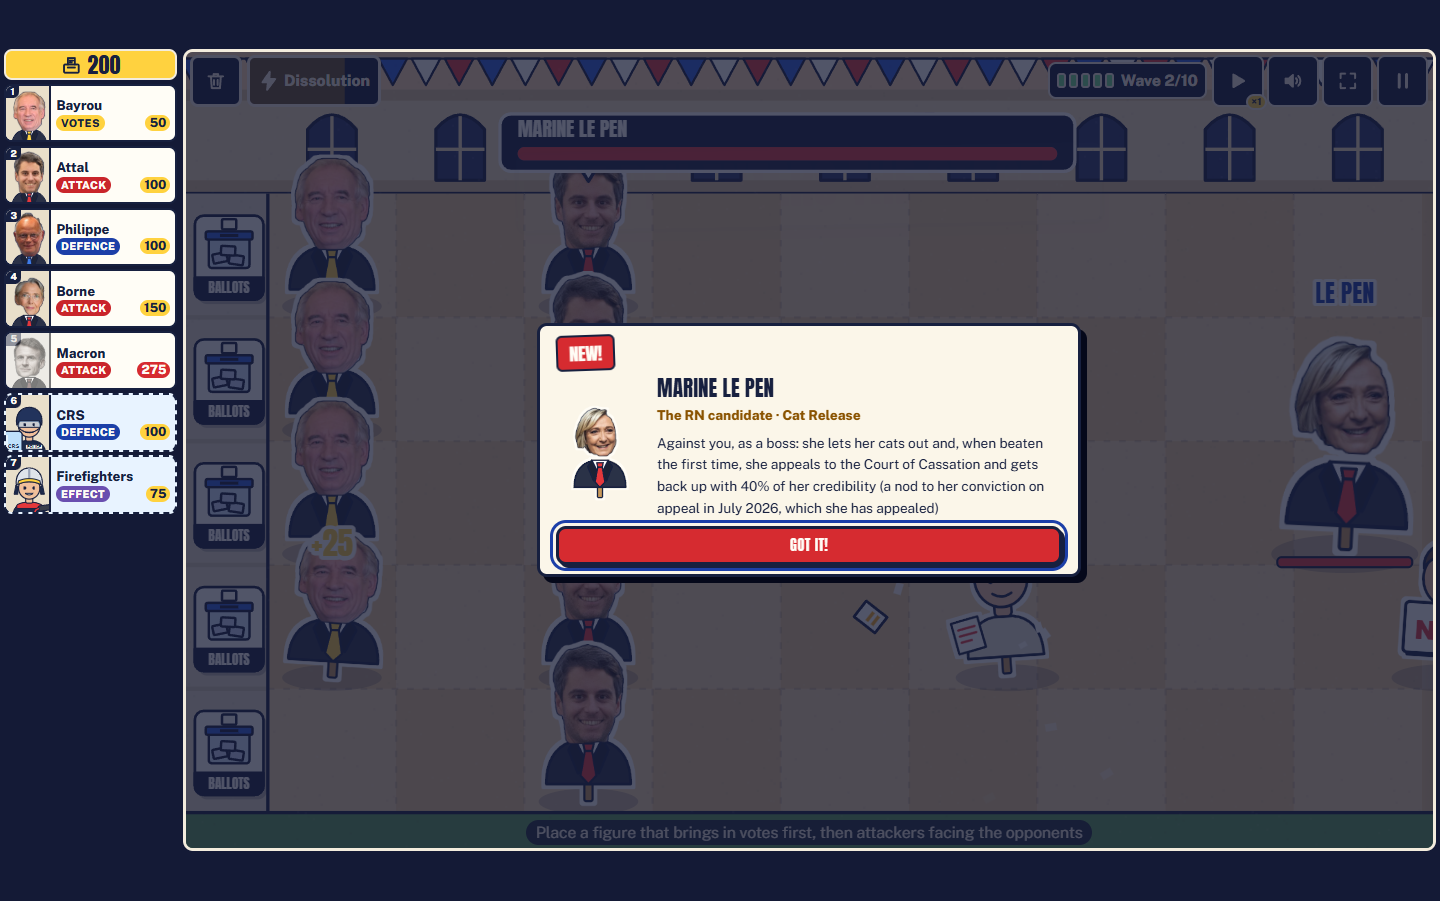 200
1
Bayrou
VOTES 50
2
Attal
ATTACK 100
3
Philippe
DEFENCE 100
4
Borne
ATTACK 150
5
Macron
ATTACK 275
6
CRS
DEFENCE 100
CRS
7
Firefighters
EFFECT 75
Dissolution
Wave 2/10
×1
MARINE LE PEN
BALLOTS
BALLOTS
BALLOTS
BALLOTS
BALLOTS
+25
LE PEN
N
NEW!
MARINE LE PEN
The RN candidate · Cat Release
Against you, as a boss: she lets her cats out and, when beaten
the first time, she appeals to the Court of Cassation and gets
back up with 40% of her credibility (a nod to her conviction on
appeal in July 2026, which she has appealed)
GOT IT!
Place a figure that brings in votes first, then attackers facing the opponents